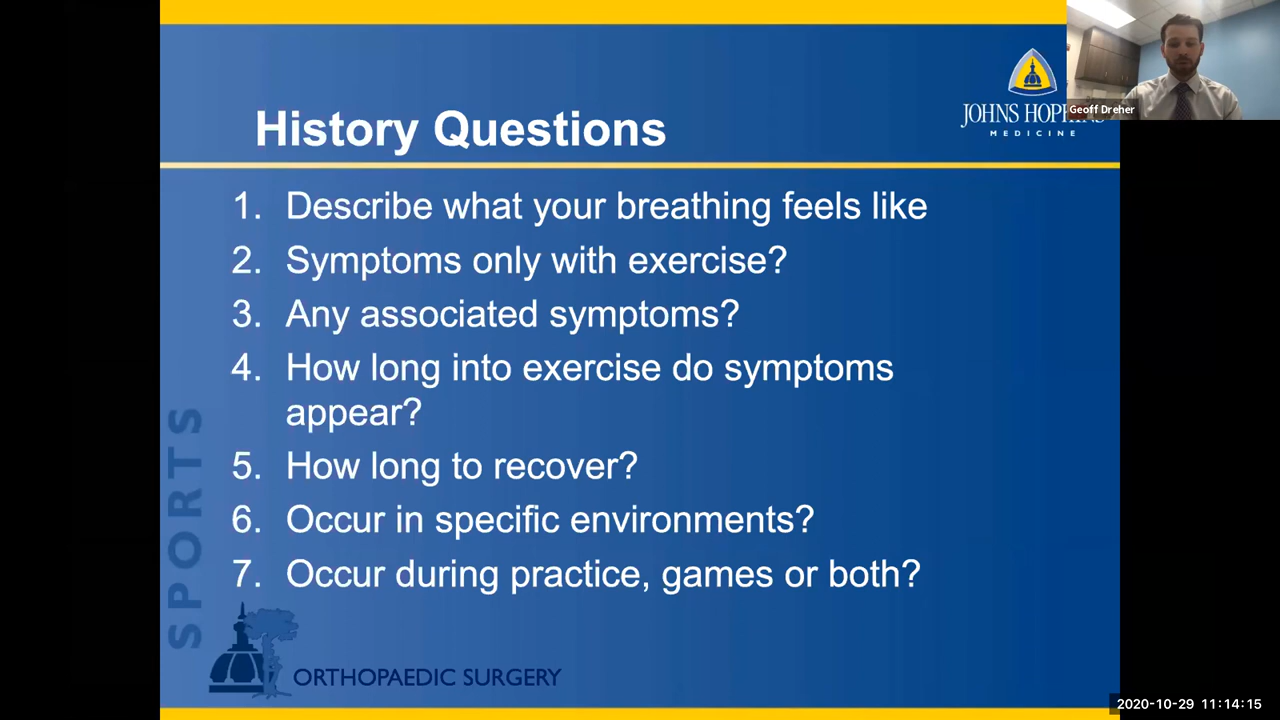 History Questions
JOHNS HOPKINS
MEDICINE
Geoff Dreher
1. Describe what your breathing feels like
2. Symptoms only with exercise?
3. Any associated symptoms?
4. How long into exercise do symptoms
appear?
5. How long to recover?
6. Occur in specific environments?
7. Occur during practice, games or both?
SPORTS
ORTHOPAEDIC SURGERY
2020-10-29 11:14:15